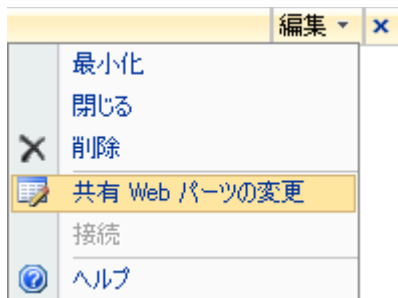 編集
最小化
閉じる
削除
共有 Web パーツの変更
接続
ヘルプ